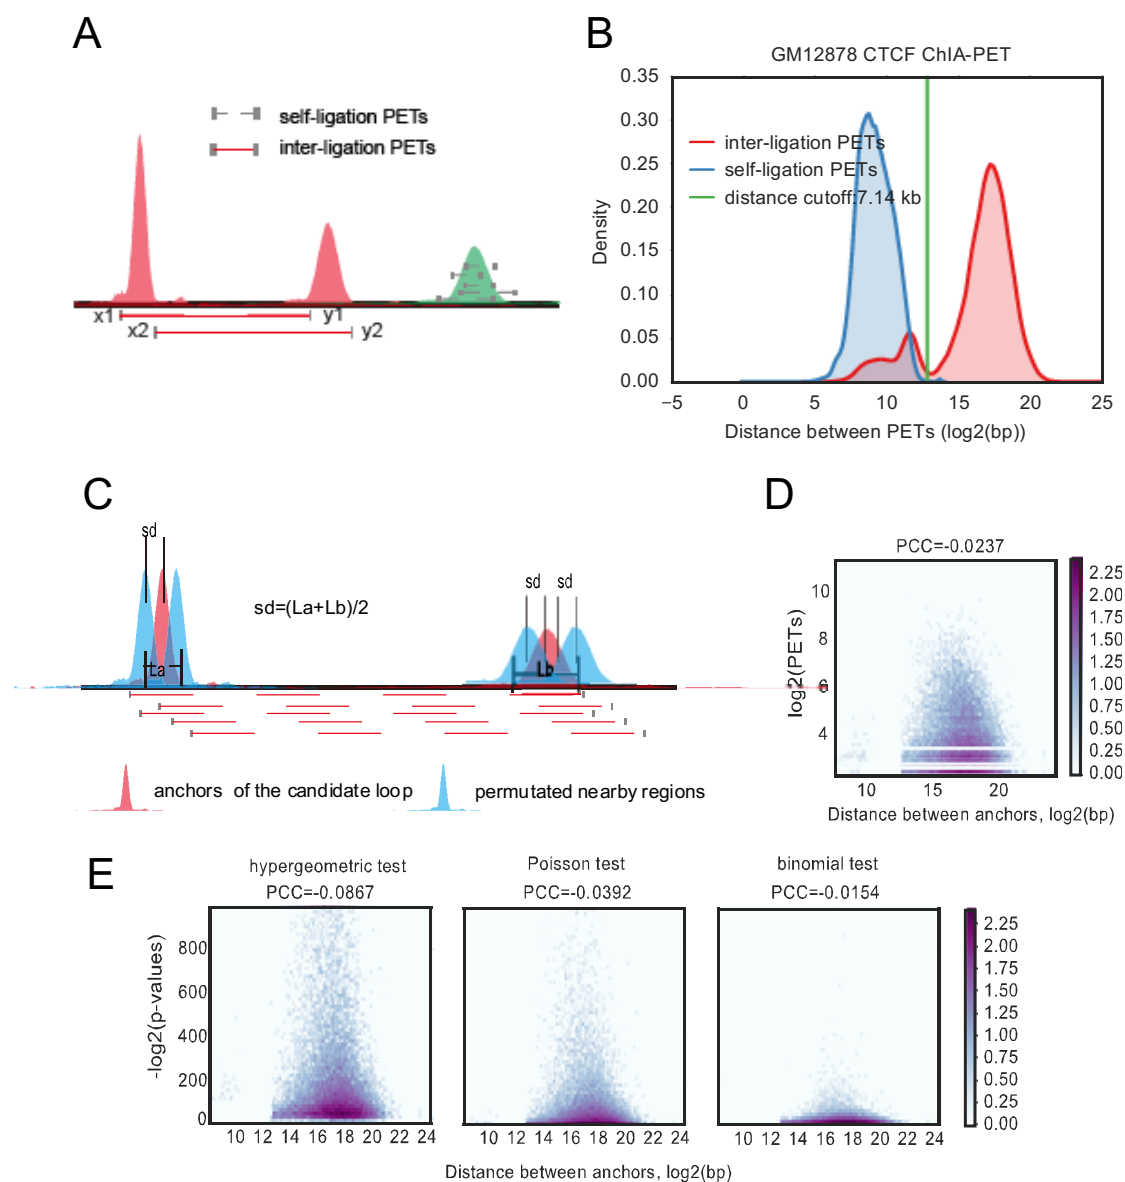 A
self-ligation PETs
inter-ligation PETs
x1
y1
x2
y2
B
GM12878 CTCF ChIA-PET
0.35
0.30
0.25
0.20
0.15
0.10
0.05
0.00
Density
inter-ligation PETs
self-ligation PETs
distance cutoff:7.14 kb
−5
0
5
10
15
20
25
Distance between PETs (log2(bp))
C
sd
sd
sd
sd=(La+Lb)/2
La
Lb
anchors of the candidate loop
permutated nearby regions
D
PCC=-0.0237
10
8
6
4
log2(PETs)
10
15
20
Distance between anchors, log2(bp)
2.25
2.00
1.75
1.50
1.25
1.00
0.75
0.50
0.25
0.00
E
hypergeometric test
PCC=-0.0867
Poisson test
PCC=-0.0392
binomial test
PCC=-0.0154
800
600
400
200
0
-log2(p-values)
10 12 14 16 18 20 22 24
10 12 14 16 18 20 22 24
10 12 14 16 18 20 22 24
Distance between anchors, log2(bp)
2.25
2.00
1.75
1.50
1.25
1.00
0.75
0.50
0.25
0.00